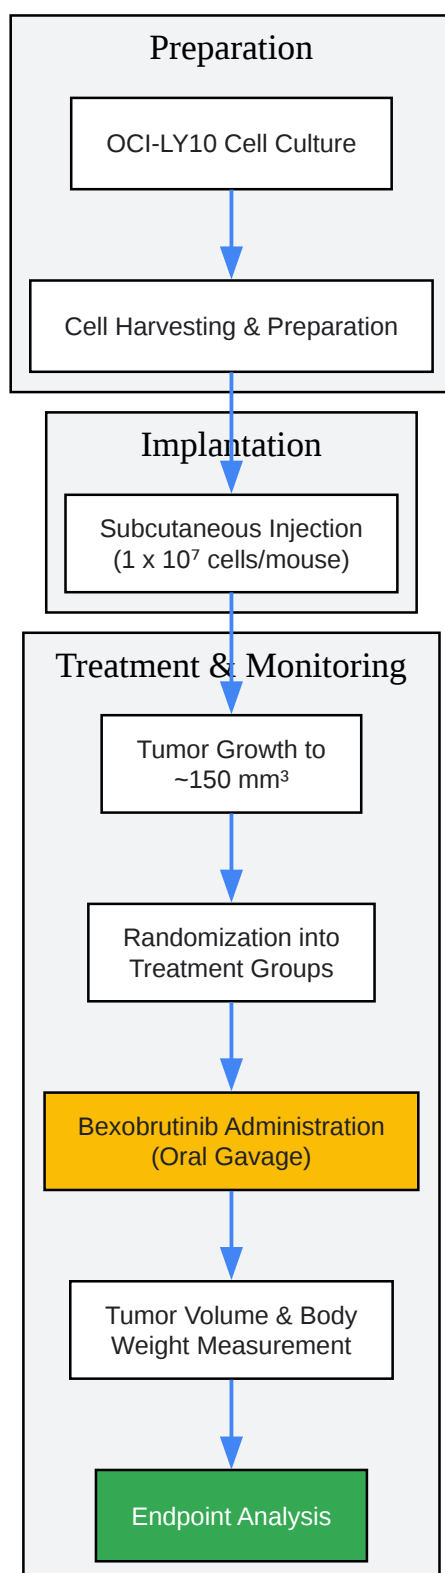 Preparation
OCI-LY10 Cell Culture
Cell Harvesting & Preparation
Implantation
Subcutaneous Injection
(1 x 10⁷ cells/mouse)
Treatment & Monitoring
Tumor Growth to
~150 mm³
Randomization into
Treatment Groups
Bexobrutinib Administration
(Oral Gavage)
Tumor Volume & Body
Weight Measurement
Endpoint Analysis